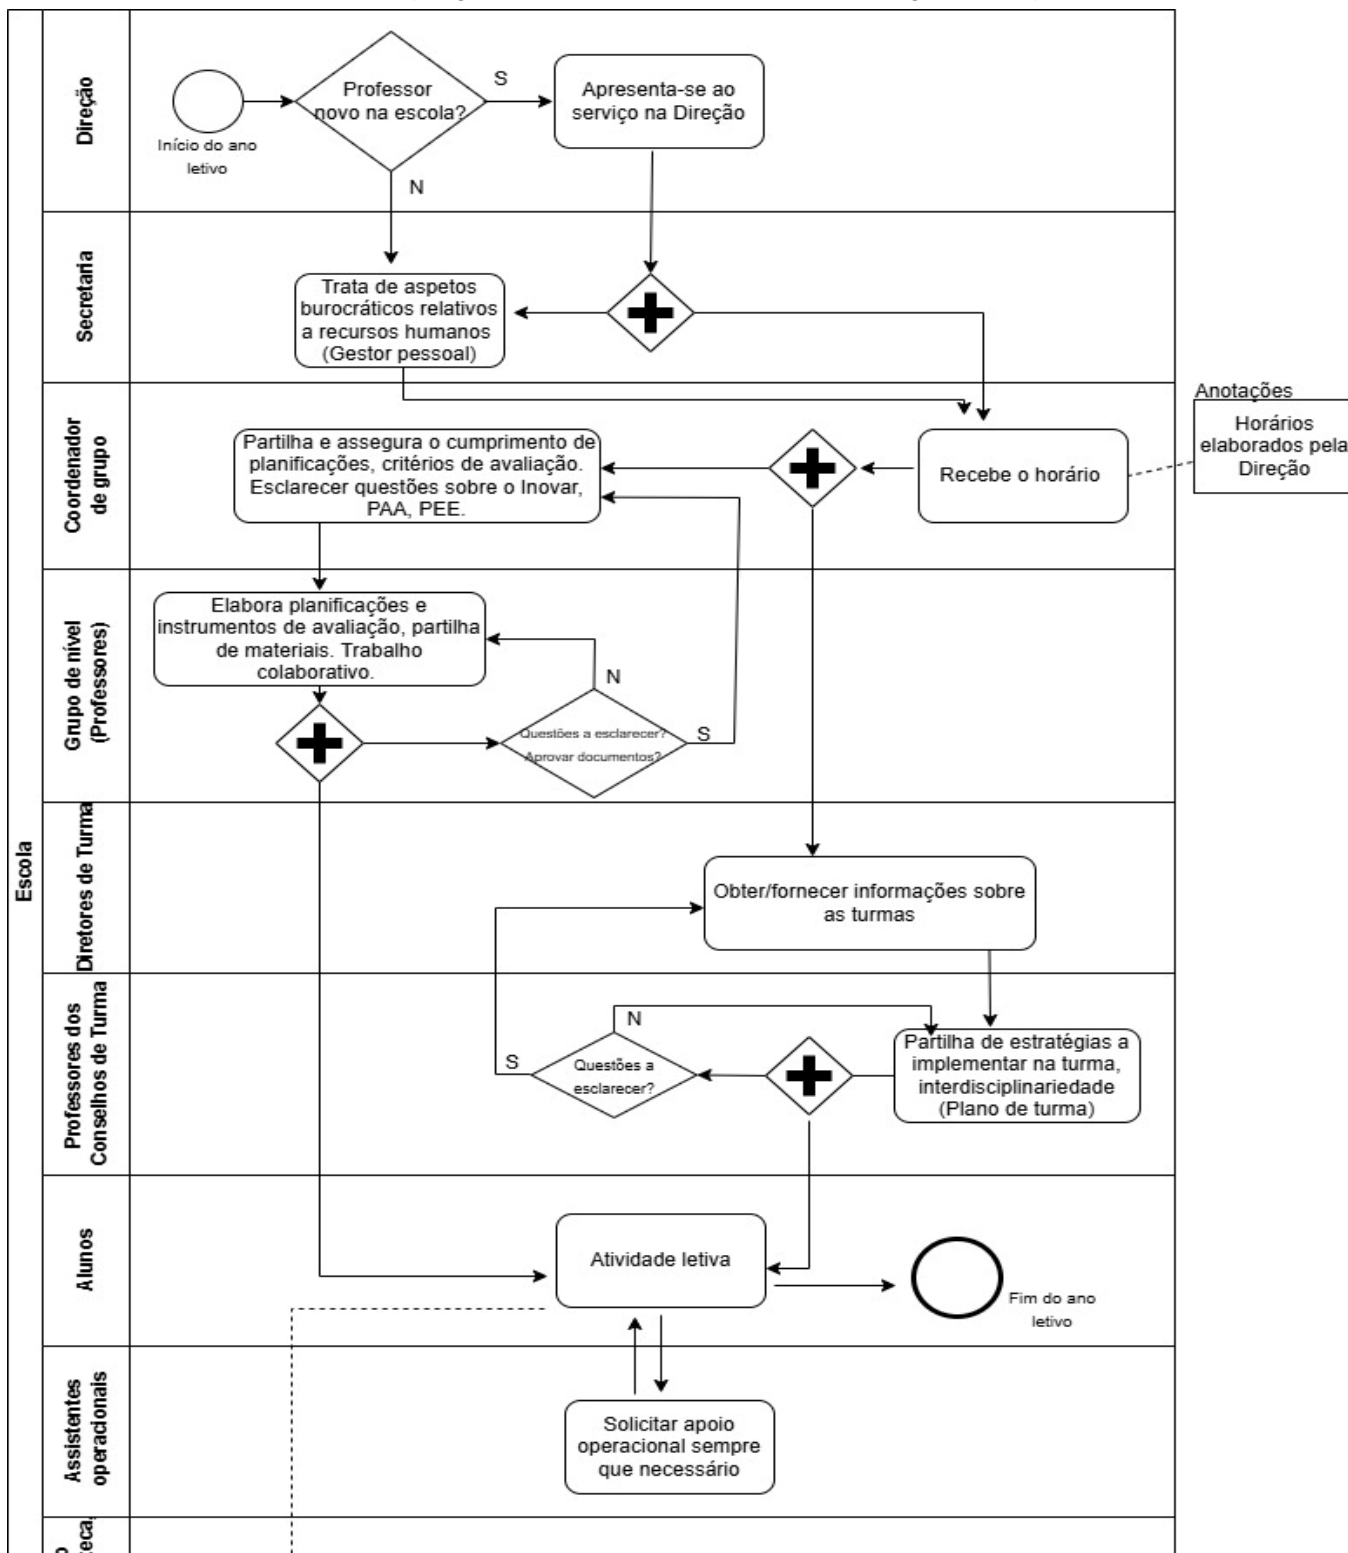 Escola
Direção
Início do ano
letivo
Professor
novo na escola?
S
N
Apresenta-se ao
serviço na Direção
Secretaria
Trata de aspetos
burocráticos relativos
a recursos humanos
(Gestor pessoal)
Coordenador
de grupo
Partilha e assegura o cumprimento de
planificações, critérios de avaliação.
Esclarecer questões sobre o Inovar,
PAA, PEE.
Recebe o horário
Anotações
Horários
elaborados pela
Direção
Grupo de nível
(Professores)
Elabora planificações e
instrumentos de avaliação, partilha
de materiais. Trabalho
colaborativo.
N
Questões a esclarecer?
Aprovar documentos?
S
Diretores de Turma
Obter/fornecer informações sobre
as turmas
Professores dos
Conselhos de Turma
N
S
Questões a
esclarecer?
Partilha de estratégias a
implementar na turma,
interdisciplinariedade
(Plano de turma)
Alunos
Atividade letiva
Fim do ano
letivo
Assistentes
operacionais
Solicitar apoio
operacional sempre
que necessário